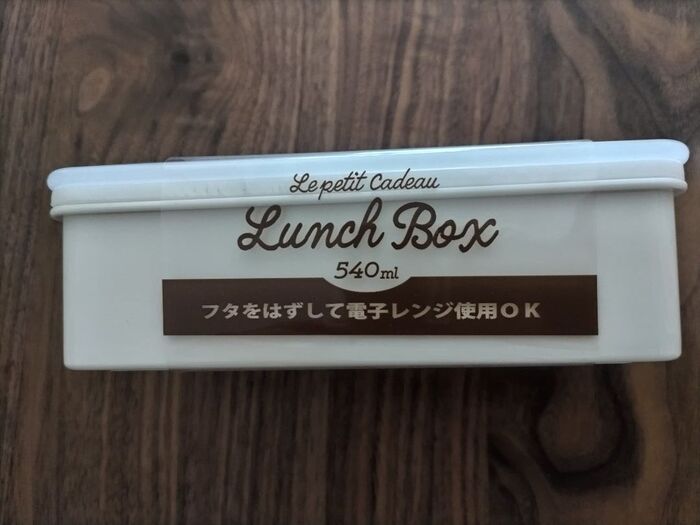 Le petit Cadeau
Lunch Box
540ml
フタをはずして電子レンジ使用OK